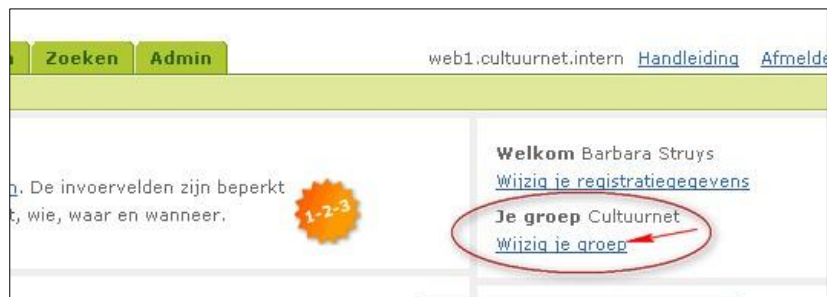 Zoeken Admin web1.cultuurnet.intern Handleiding
Welkom Barbara Struys
Wijzig je registratiegegevens
. De invoervelden zijn beperkt
, wie, waar en wanneer.
1-2-3
Je groep Cultuurnet
Wijzig je groep